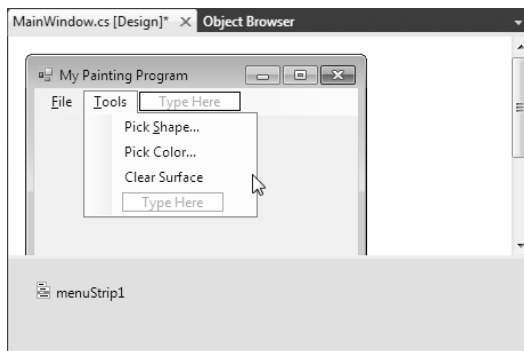 MainWindow.cs [Design]* Object Browser
My Painting Program
File Tools Type Here
Pick Shape...
Pick Color...
Clear Surface
Type Here
menuStrip1